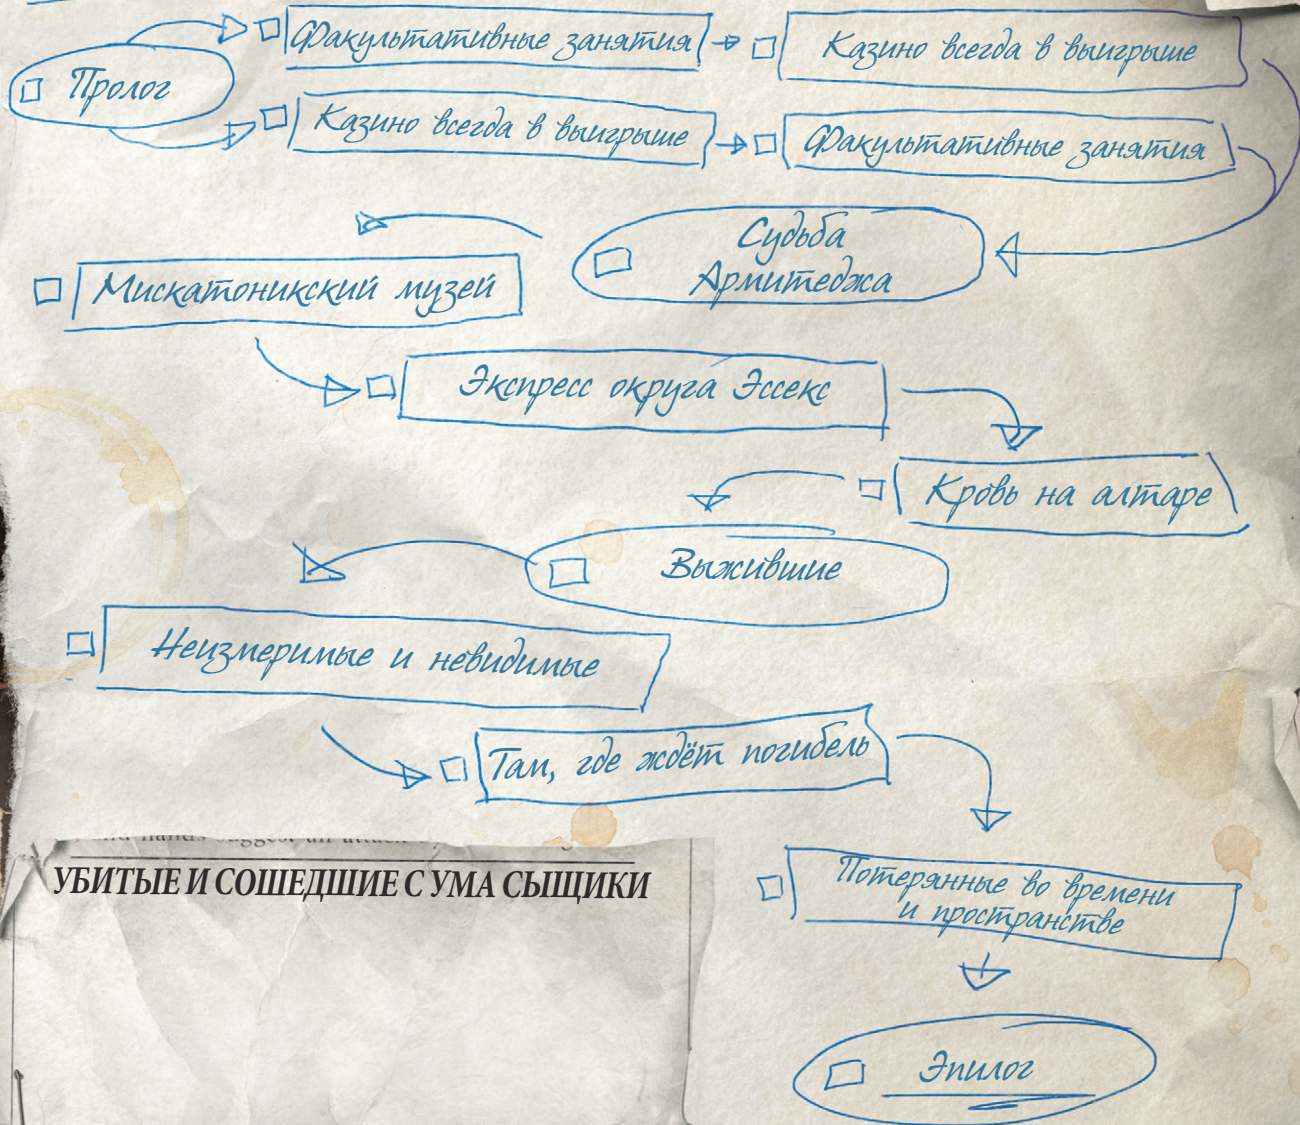 Пролог
Факультативные занятия
Казино всегда в выигрыше
Казино всегда в выигрыше
Факультативные занятия
Судьба
Армитеджа
Мискатоникский музей
Экспресс округа Эссекс
Кровь на алтаре
Выжившие
Неизмеримые и невидимые
Там, где ждёт погибель
УБИТЫЕ И СОШЕДШИЕ С УМА СЫЩИКИ
Потерянные во времени
и пространстве
Эпилог